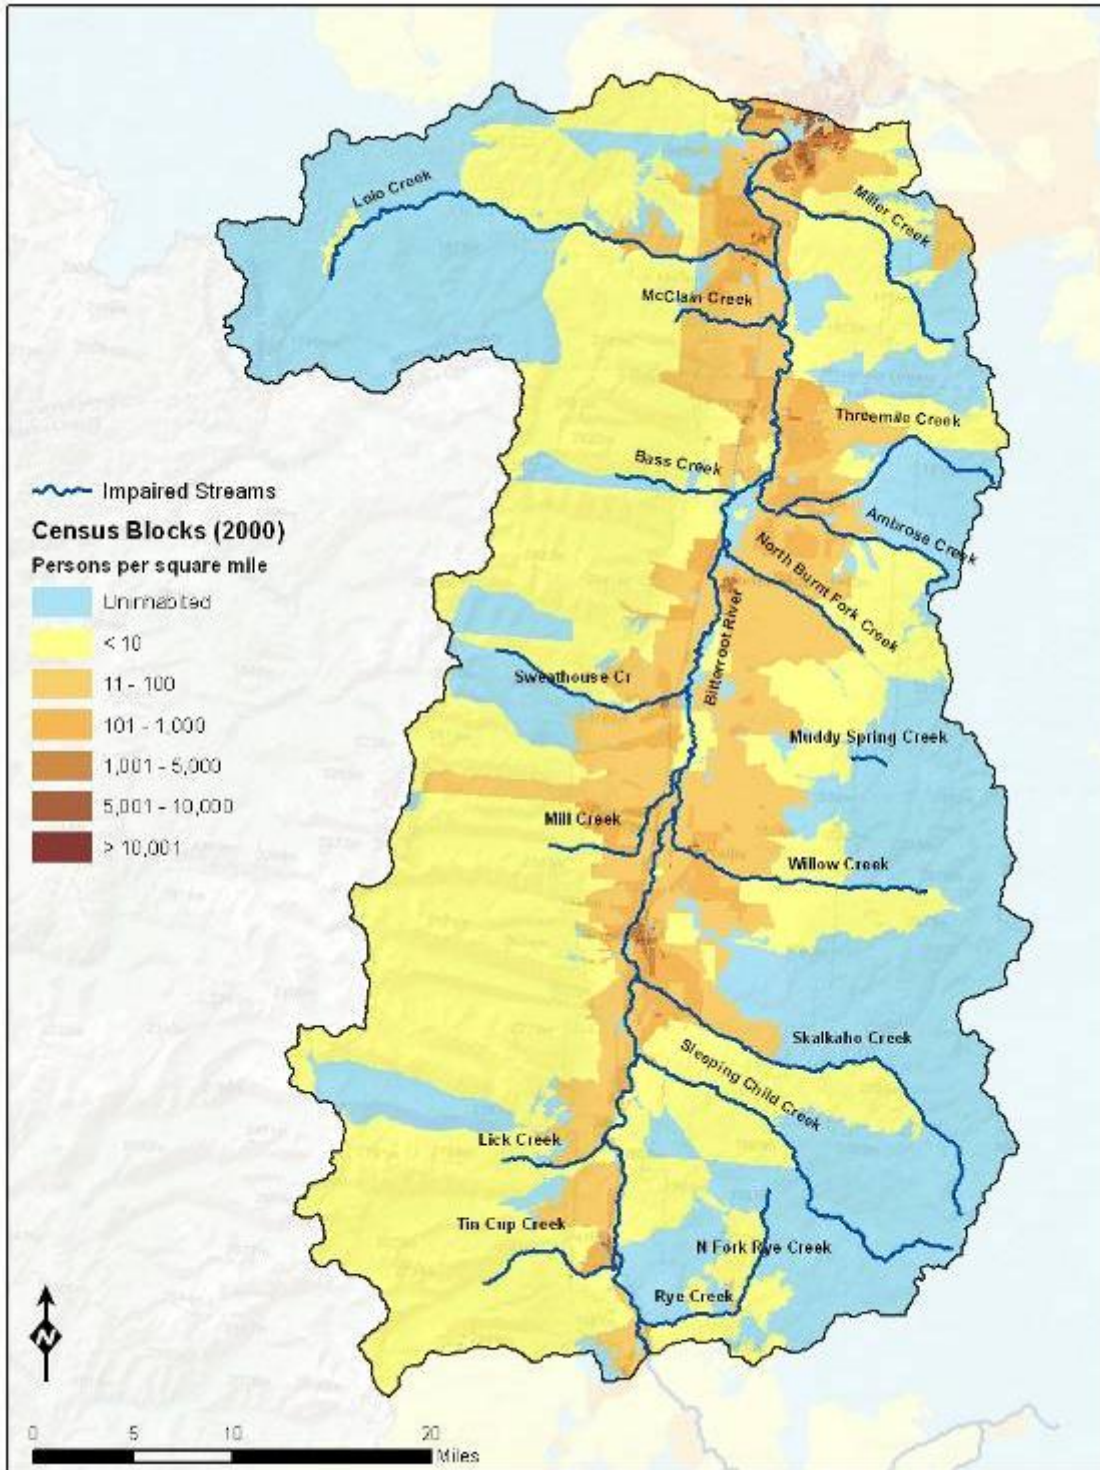 Lolo Creek
Miller Creek
McClain Creek
Threemile Creek
Bass Creek
Impaired Streams
Census Blocks (2000)
Persons per square mile
Uninhabited
< 10
11 - 100
101 - 1,000
1,001 - 5,000
5,001 - 10,000
> 10,001
Ambrose Creek
North Burnt Fork Creek
Bitterroot River
Sweathouse Cr
Muddy Spring Creek
Mill Creek
Willow Creek
Skalkaho Creek
Sleeping Child Creek
Lick Creek
Tin Cup Creek
N Fork Rye Creek
Rye Creek
N
0 5 10 20
Miles